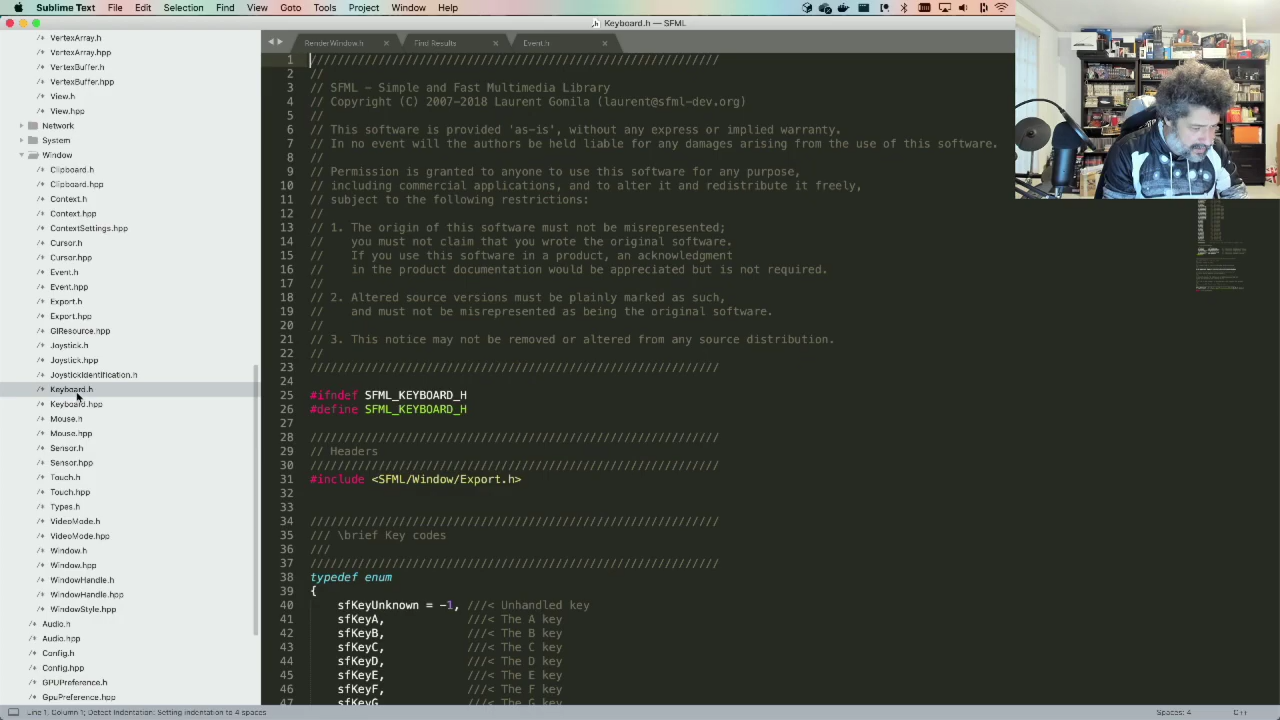 Sublime Text File Edit Selection Find View Goto Tools Project Window Help
Keyboard.h — SFML
RenderWindow.h Find Results Event.h
VertexArray.h
VertexArray.hpp
VertexBuffer.h
VertexBuffer.hpp
View.h
View.hpp
Network
System
Window
Clipboard.h
Clipboard.hpp
Context.h
Context.hpp
ContextSettings.hpp
Cursor.h
Cursor.hpp
Event.h
Event.hpp
Export.h
Export.hpp
GlResource.hpp
Joystick.h
Joystick.hpp
JoystickIdentification.h
Keyboard.h
Keyboard.hpp
Mouse.h
Mouse.hpp
Sensor.h
Sensor.hpp
Touch.h
Touch.hpp
Types.h
VideoMode.h
VideoMode.hpp
Window.h
Window.hpp
WindowHandle.h
WindowHandle.hpp
WindowStyle.hpp
Audio.h
Audio.hpp
Config.h
Config.hpp
GPUPreference.h
GpuPreference.hpp
1 ////////////////////////////////////////////////////////////
2 //
3 // SFML - Simple and Fast Multimedia Library
4 // Copyright (C) 2007-2018 Laurent Gomila (laurent@sfml-dev.org)
5 //
6 // This software is provided 'as-is', without any express or implied warranty.
7 // In no event will the authors be held liable for any damages arising from the use of this software.
8 //
9 // Permission is granted to anyone to use this software for any purpose,
10 // including commercial applications, and to alter it and redistribute it freely,
11 // subject to the following restrictions:
12 //
13 // 1. The origin of this software must not be misrepresented;
14 // you must not claim that you wrote the original software.
15 // If you use this software in a product, an acknowledgment
16 // in the product documentation would be appreciated but is not required.
17 //
18 // 2. Altered source versions must be plainly marked as such,
19 // and must not be misrepresented as being the original software.
20 //
21 // 3. This notice may not be removed or altered from any source distribution.
22 //
23 ////////////////////////////////////////////////////////////
24
25 #ifndef SFML_KEYBOARD_H
26 #define SFML_KEYBOARD_H
27
28 ////////////////////////////////////////////////////////////
29 // Headers
30 ////////////////////////////////////////////////////////////
31 #include <SFML/Window/Export.h>
32
33
34 ////////////////////////////////////////////////////////////
35 /// \brief Key codes
36 ///
37 ////////////////////////////////////////////////////////////
38 typedef enum
39 {
40 sfKeyUnknown = -1, ///< Unhandled key
41 sfKeyA, ///< The A key
42 sfKeyB, ///< The B key
43 sfKeyC, ///< The C key
44 sfKeyD, ///< The D key
45 sfKeyE, ///< The E key
46 sfKeyF, ///< The F key
47 sfKeyG, ///< The G key
Line 1, Column 1; Detect Indentation: Setting indentation to 4 spaces
Spaces: 4 C++